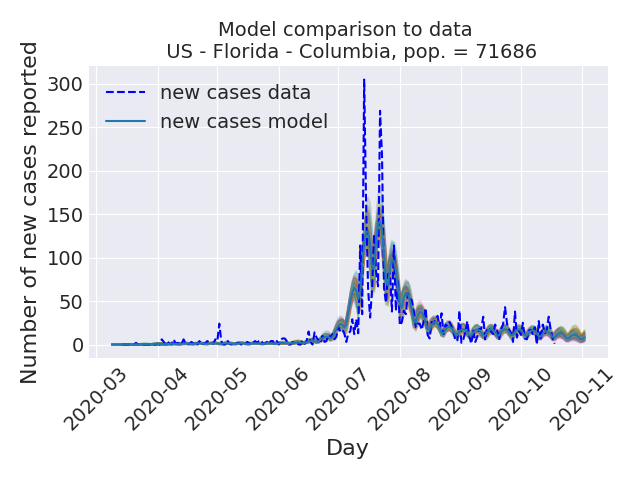 Model comparison to data
US - Florida - Columbia, pop. = 71686
Number of new cases reported
300
250
200
150
100
50
0
new cases data
new cases model
2020-03
2020-04
2020-05
2020-06
2020-07
2020-08
2020-09
2020-10
2020-11
Day